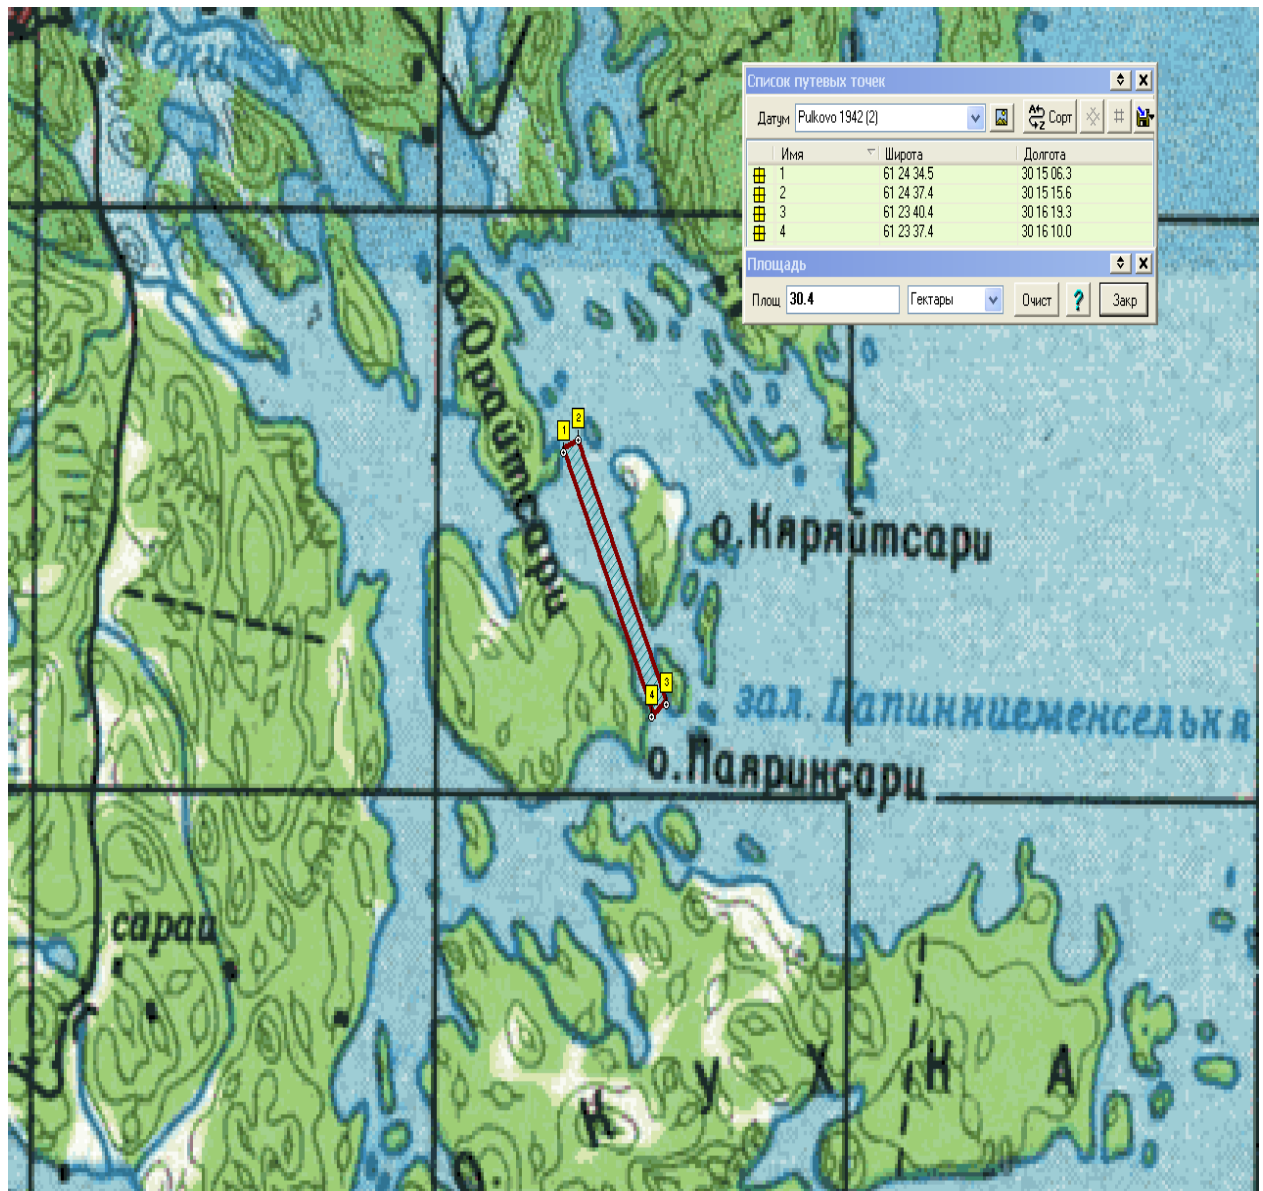 Список путевых точек
Датум Pulkovo 1942 (2) Сорт
Имя Широта Долгота
1 61 24 34.5 30 15 06.3
2 61 24 37.4 30 15 15.6
3 61 23 40.4 30 16 19.3
4 61 23 37.4 30 16 10.0
Площадь
Площ 30.4 Гектары Очист ? Закр
о.Орайтсари
1
2
о.Кяряйтсари
3
4
зал. Лапинниеменселькя
о.Паяринсари
сараи
К У Х К А